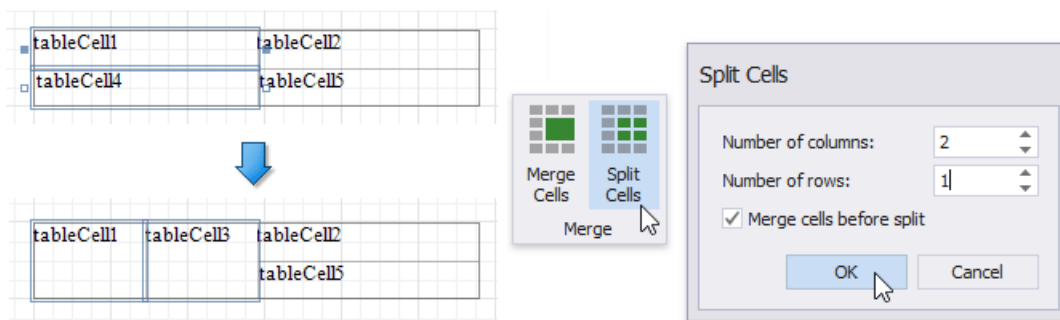 tableCell1 tableCell2
tableCell4 tableCell5
tableCell1 tableCell3 tableCell2
tableCell5
Merge Cells
Split Cells
Merge
Split Cells
Number of columns: 2
Number of rows: 1
Merge cells before split
OK Cancel